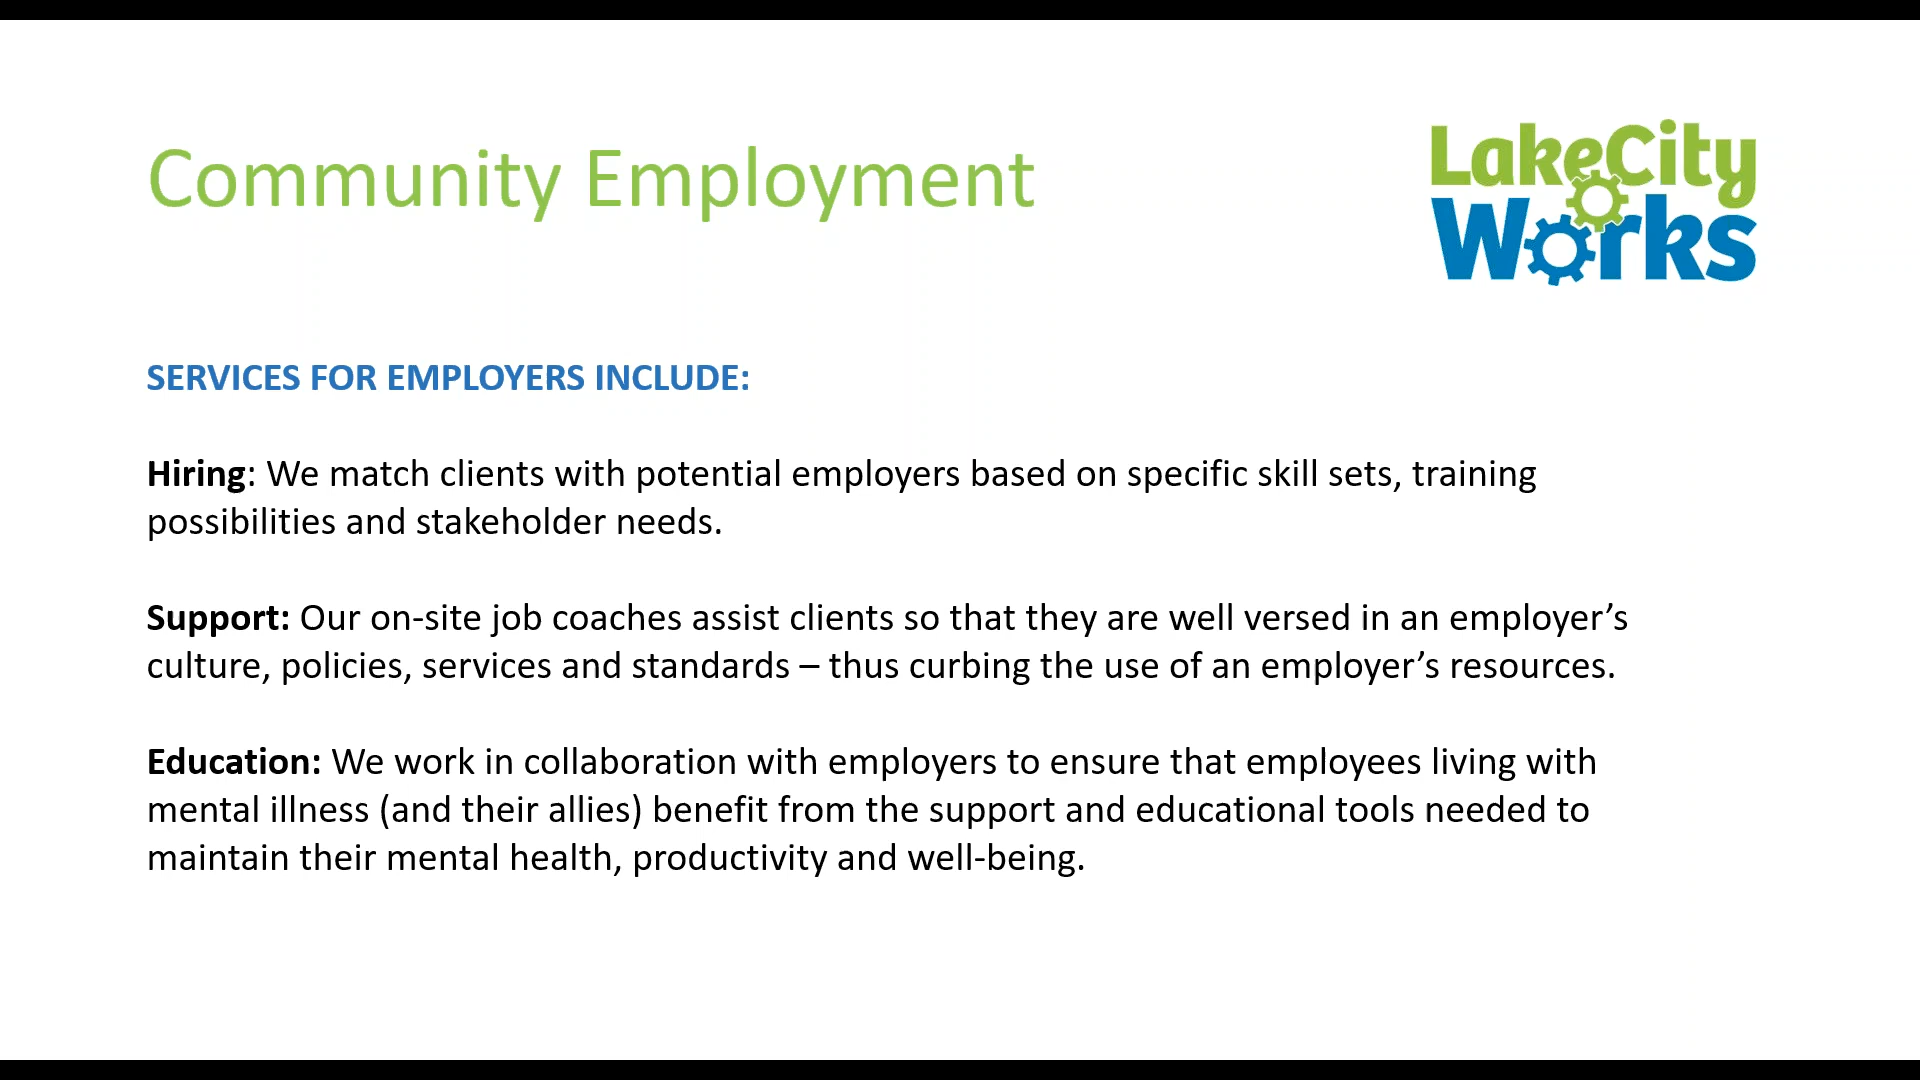 Community Employment
LakeCity
Works
SERVICES FOR EMPLOYERS INCLUDE:
Hiring: We match clients with potential employers based on specific skill sets, training
possibilities and stakeholder needs.
Support: Our on-site job coaches assist clients so that they are well versed in an employer’s
culture, policies, services and standards – thus curbing the use of an employer’s resources.
Education: We work in collaboration with employers to ensure that employees living with
mental illness (and their allies) benefit from the support and educational tools needed to
maintain their mental health, productivity and well-being.